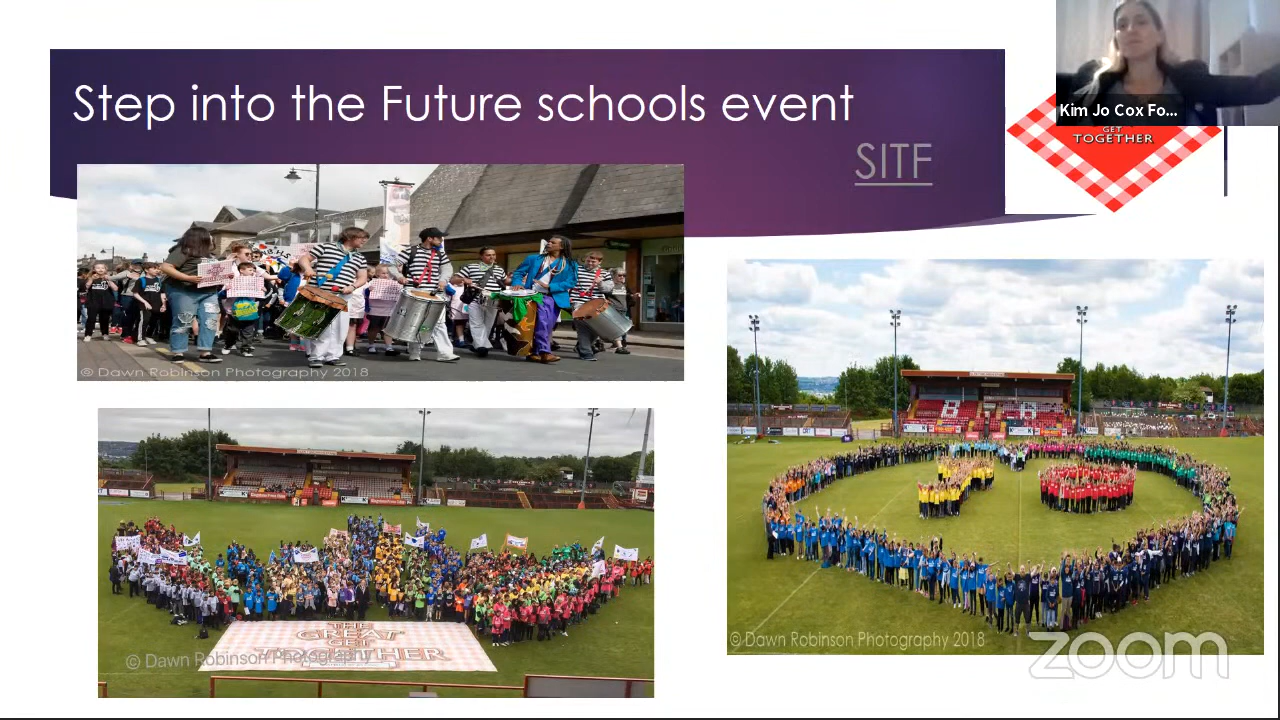 Step into the Future schools event
SITF
Kim Jo Cox Fo...
GET
TOGETHER
© Dawn Robinson Photography 2018
B A
THE
GREAT
GET
TOGETHER
© Dawn Robinson Photography
© Dawn Robinson Photography 2018
zoom